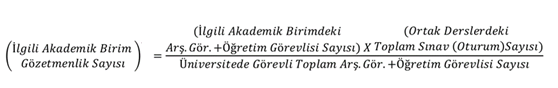 (İlgili Akademik Birim
Gözetmenlik Sayısı) =
(İlgili Akademik Birimdeki (Ortak Derslerdeki
Arş. Gör. +Öğretim Görevlisi Sayısı) X Toplam Sınav (Oturum)Sayısı)
Üniversitede Görevli Toplam Arş. Gör. +Öğretim Görevlisi Sayısı